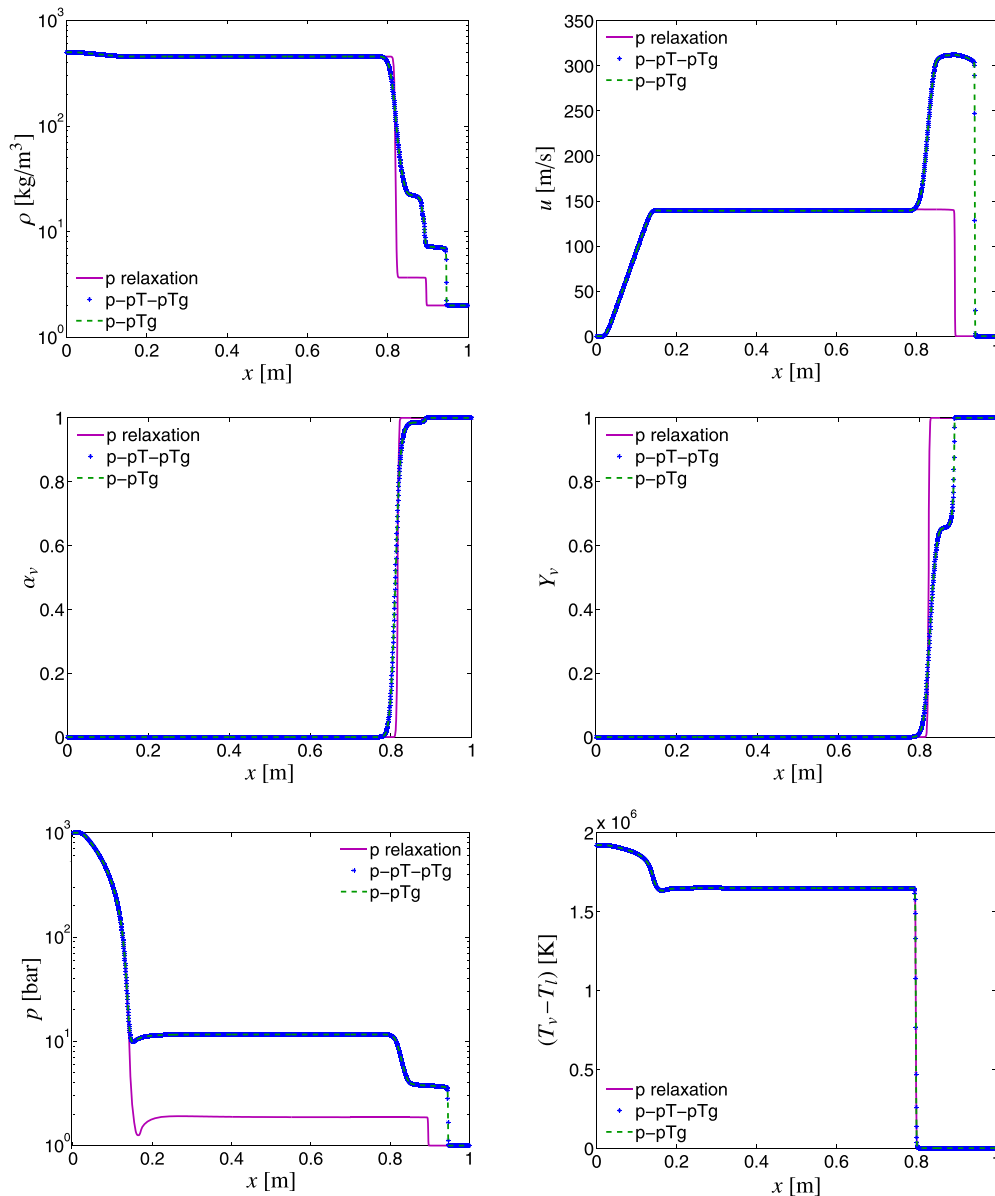 10³
10²
10¹
10⁰
ρ [kg/m³]
p relaxation
p−pT−pTg
p−pTg
0 0.2 0.4 0.6 0.8 1
x [m]
350
300
250
200
150
100
50
0
u [m/s]
p relaxation
p−pT−pTg
p−pTg
0 0.2 0.4 0.6 0.8 1
x [m]
1
0.8
0.6
0.4
0.2
0
αᵥ
p relaxation
p−pT−pTg
p−pTg
0 0.2 0.4 0.6 0.8 1
x [m]
1
0.8
0.6
0.4
0.2
0
Yᵥ
p relaxation
p−pT−pTg
p−pTg
0 0.2 0.4 0.6 0.8 1
x [m]
10³
10²
10¹
10⁰
p [bar]
p relaxation
p−pT−pTg
p−pTg
0 0.2 0.4 0.6 0.8 1
x [m]
x 10⁶
2
1.5
1
0.5
0
(Tᵥ−Tₗ) [K]
p relaxation
p−pT−pTg
p−pTg
0 0.2 0.4 0.6 0.8 1
x [m]